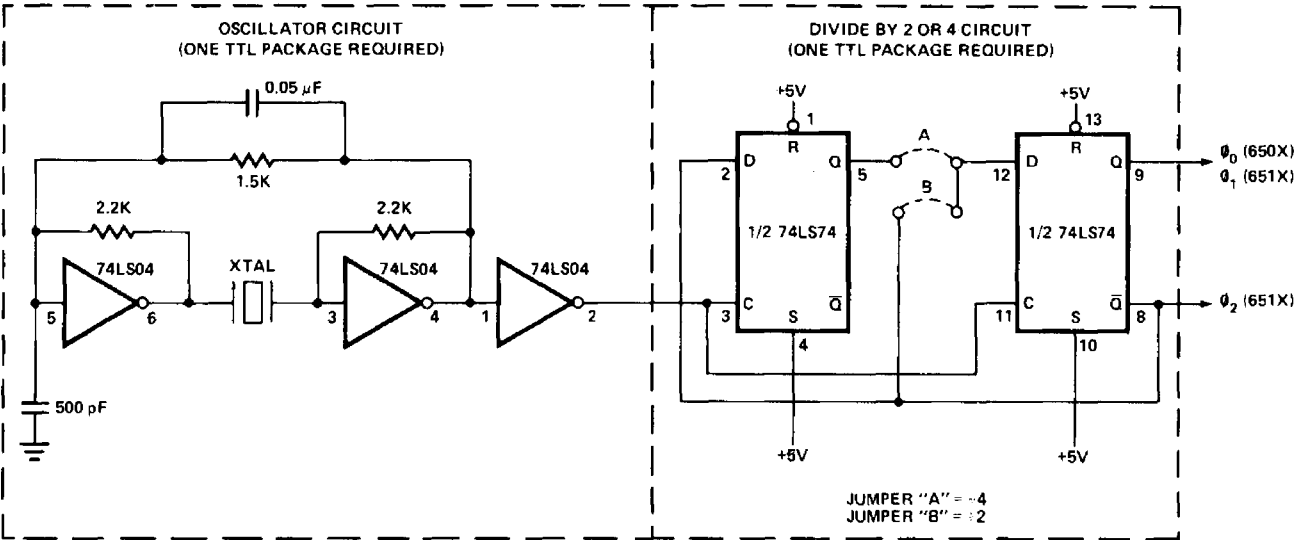 OSCILLATOR CIRCUIT
(ONE TTL PACKAGE REQUIRED)
0.05 µF
1.5K
2.2K
2.2K
74LS04
XTAL
74LS04
74LS04
5
6
3
4
1
2
500 pF
DIVIDE BY 2 OR 4 CIRCUIT
(ONE TTL PACKAGE REQUIRED)
+5V
1
R
2
D
Q
5
1/2 74LS74
3
C
Q̅
S
4
+5V
A
B
+5V
13
R
12
D
Q
9
1/2 74LS74
11
C
Q̅
8
S
10
+5V
Ø0 (650X)
Ø1 (651X)
Ø2 (651X)
JUMPER "A" = ÷4
JUMPER "B" = ÷2